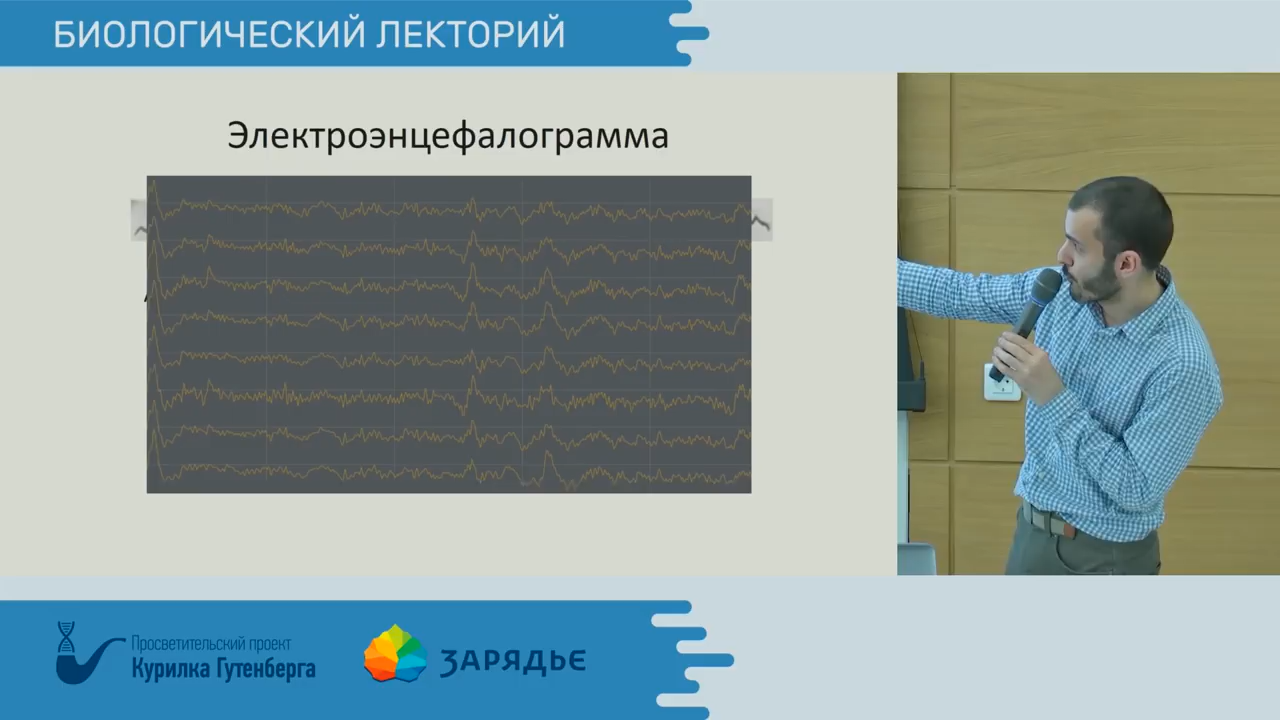 БИОЛОГИЧЕСКИЙ ЛЕКТОРИЙ
Электроэнцефалограмма
Просветительский проект
Курилка Гутенберга
ЗАРЯДЬЕ